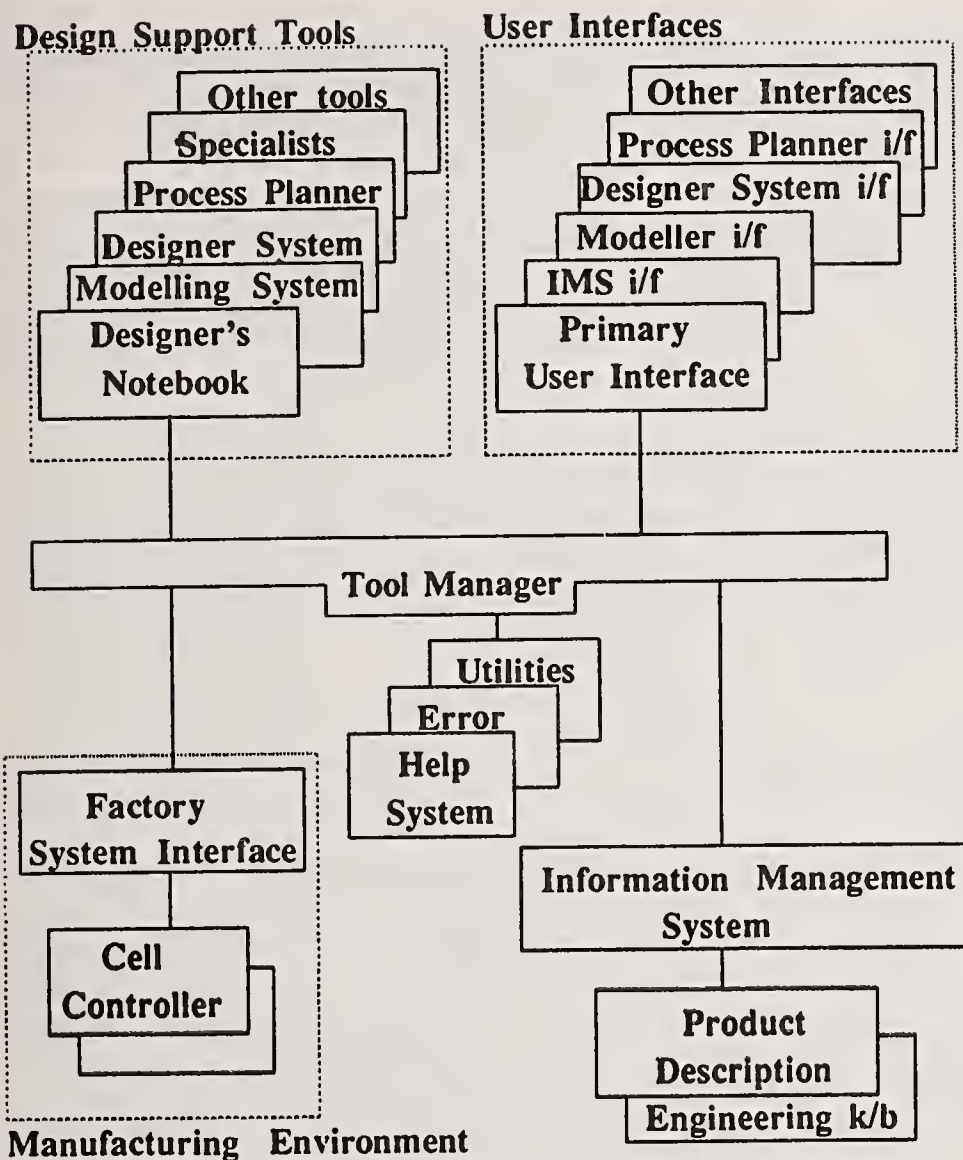 Design Support Tools
Other tools
Specialists
Process Planner
Designer System
Modelling System
Designer's
Notebook
User Interfaces
Other Interfaces
Process Planner i/f
Designer System i/f
Modeller i/f
IMS i/f
Primary
User Interface
Tool Manager
Utilities
Error
Help
System
Factory
System Interface
Cell
Controller
Manufacturing Environment
Information Management
System
Product
Description
Engineering k/b